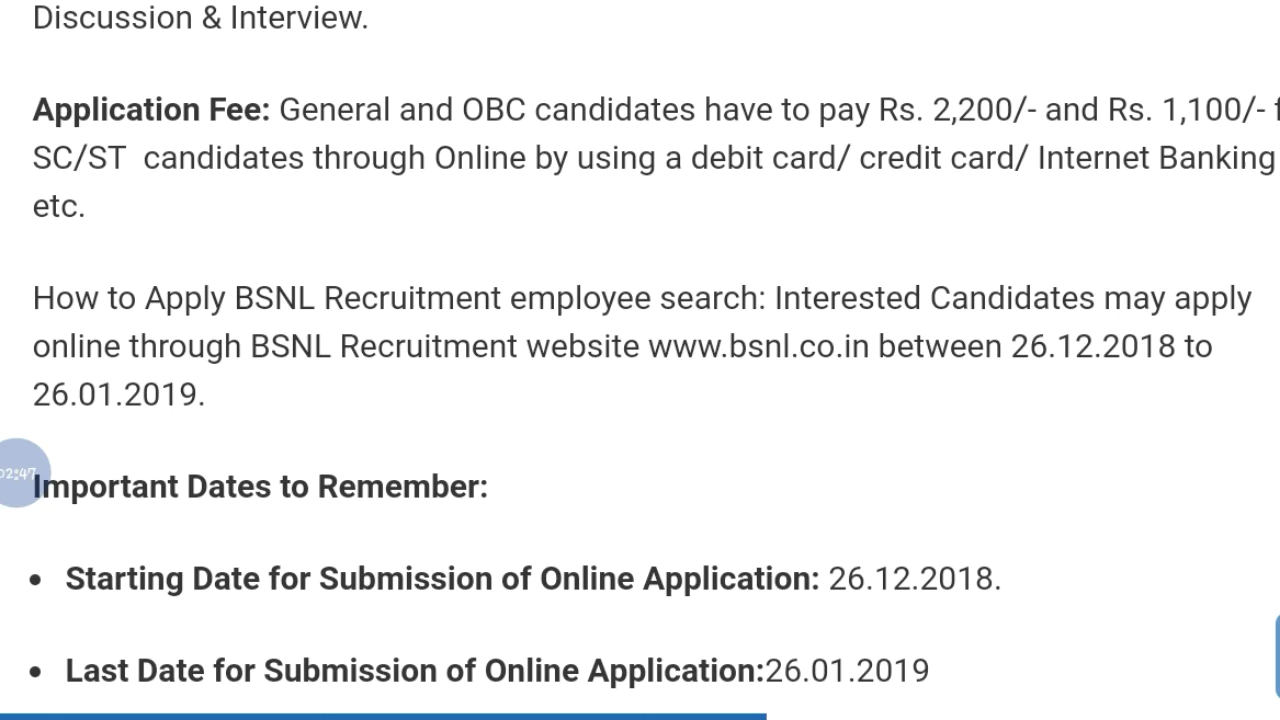 Discussion & Interview.
Application Fee: General and OBC candidates have to pay Rs. 2,200/- and Rs. 1,100/-
SC/ST candidates through Online by using a debit card/ credit card/ Internet Banking
etc.
How to Apply BSNL Recruitment employee search: Interested Candidates may apply
online through BSNL Recruitment website www.bsnl.co.in between 26.12.2018 to
26.01.2019.
02:47
Important Dates to Remember:
• Starting Date for Submission of Online Application: 26.12.2018.
• Last Date for Submission of Online Application:26.01.2019